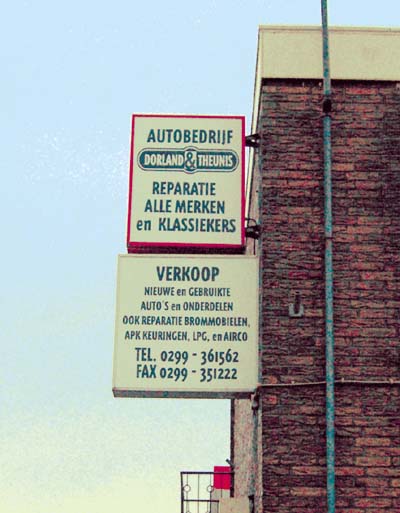 AUTOBEDRIJF
DORLAND & THEUNIS
REPARATIE
ALLE MERKEN
en KLASSIEKERS
VERKOOP
NIEUWE en GEBRUIKTE
AUTO'S en ONDERDELEN
OOK REPARATIE BROMMOBIELEN,
APK KEURINGEN, LPG, en AIRCO
TEL. 0299 - 361562
FAX 0299 - 351222